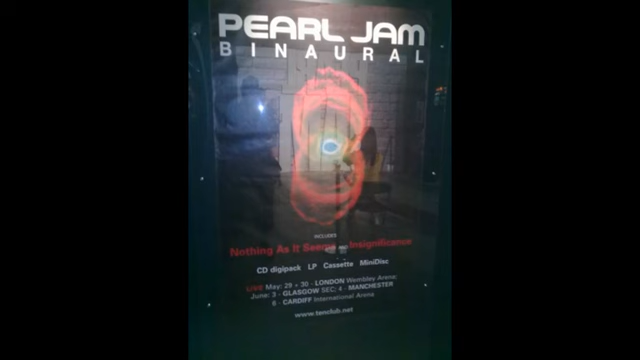 PEARL JAM
BINAURAL
INCLUDES
Nothing As It Seems AND Insignificance
CD digipack LP Cassette MiniDisc
LIVE May: 29 + 30 - LONDON Wembley Arena;
June: 3 - GLASGOW SEC; 4 - MANCHESTER
6 - CARDIFF International Arena
www.tenclub.net